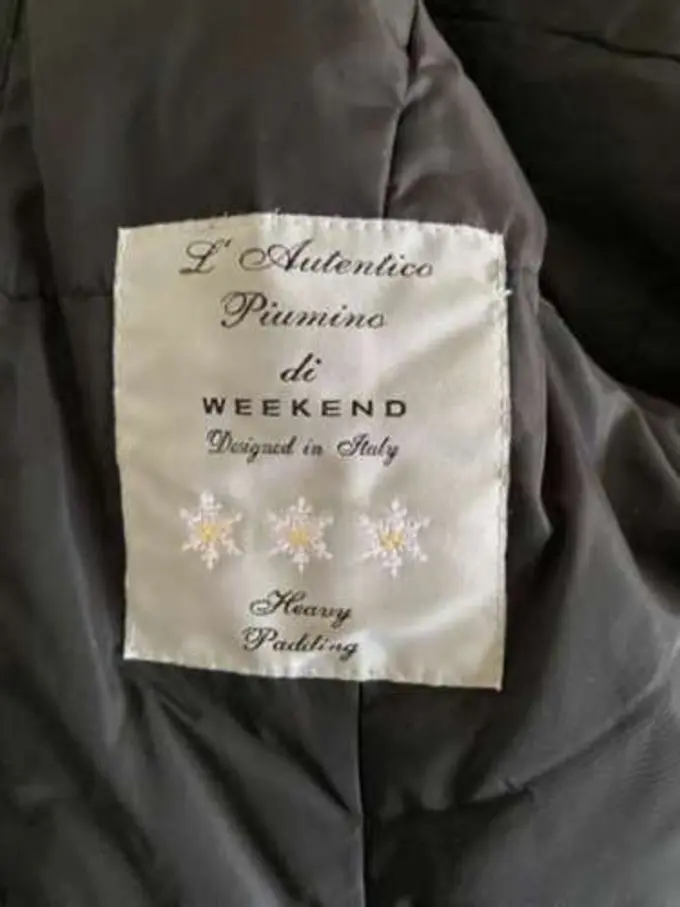 L' Autentico
Piumino
di
WEEKEND
Designed in Italy
Heavy
Padding